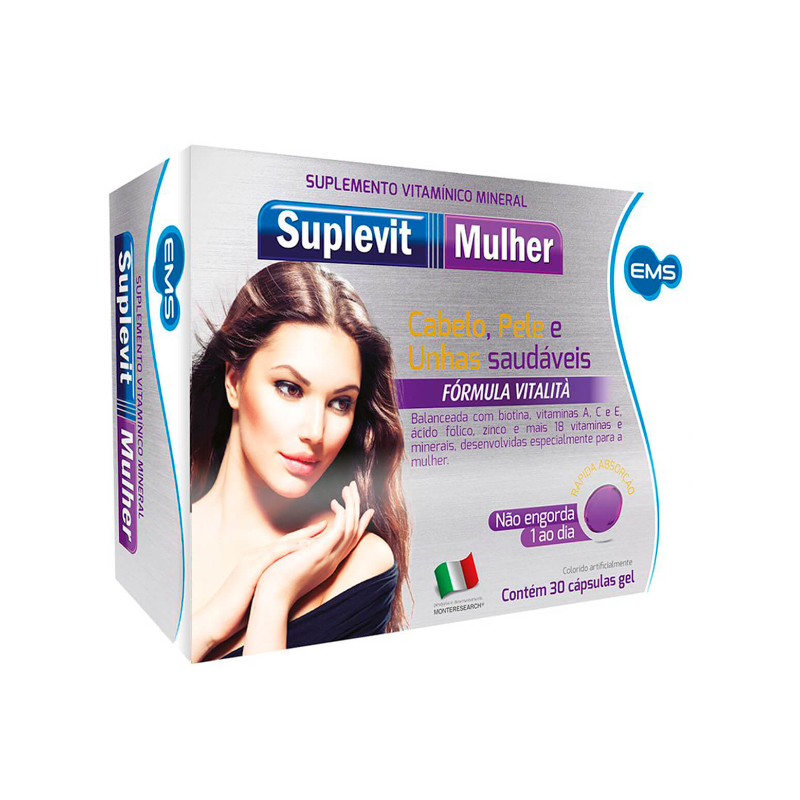 SUPLEMENTO VITAMÍNICO MINERAL
Suplevit Mulher
EMS
Cabelo, Pele e
Unhas saudáveis
FÓRMULA VITALITÀ
Balanceada com biotina, vitaminas A, C e E,
ácido fólico, zinco e mais 18 vitaminas e
minerais, desenvolvidas especialmente para a
mulher.
RÁPIDA ABSORÇÃO
Não engorda
1 ao dia
Colorido artificialmente
Contém 30 cápsulas gel
MONTERESEARCH®
EMS
Suplevit Mulher
SUPLEMENTO VITAMÍNICO MINERAL